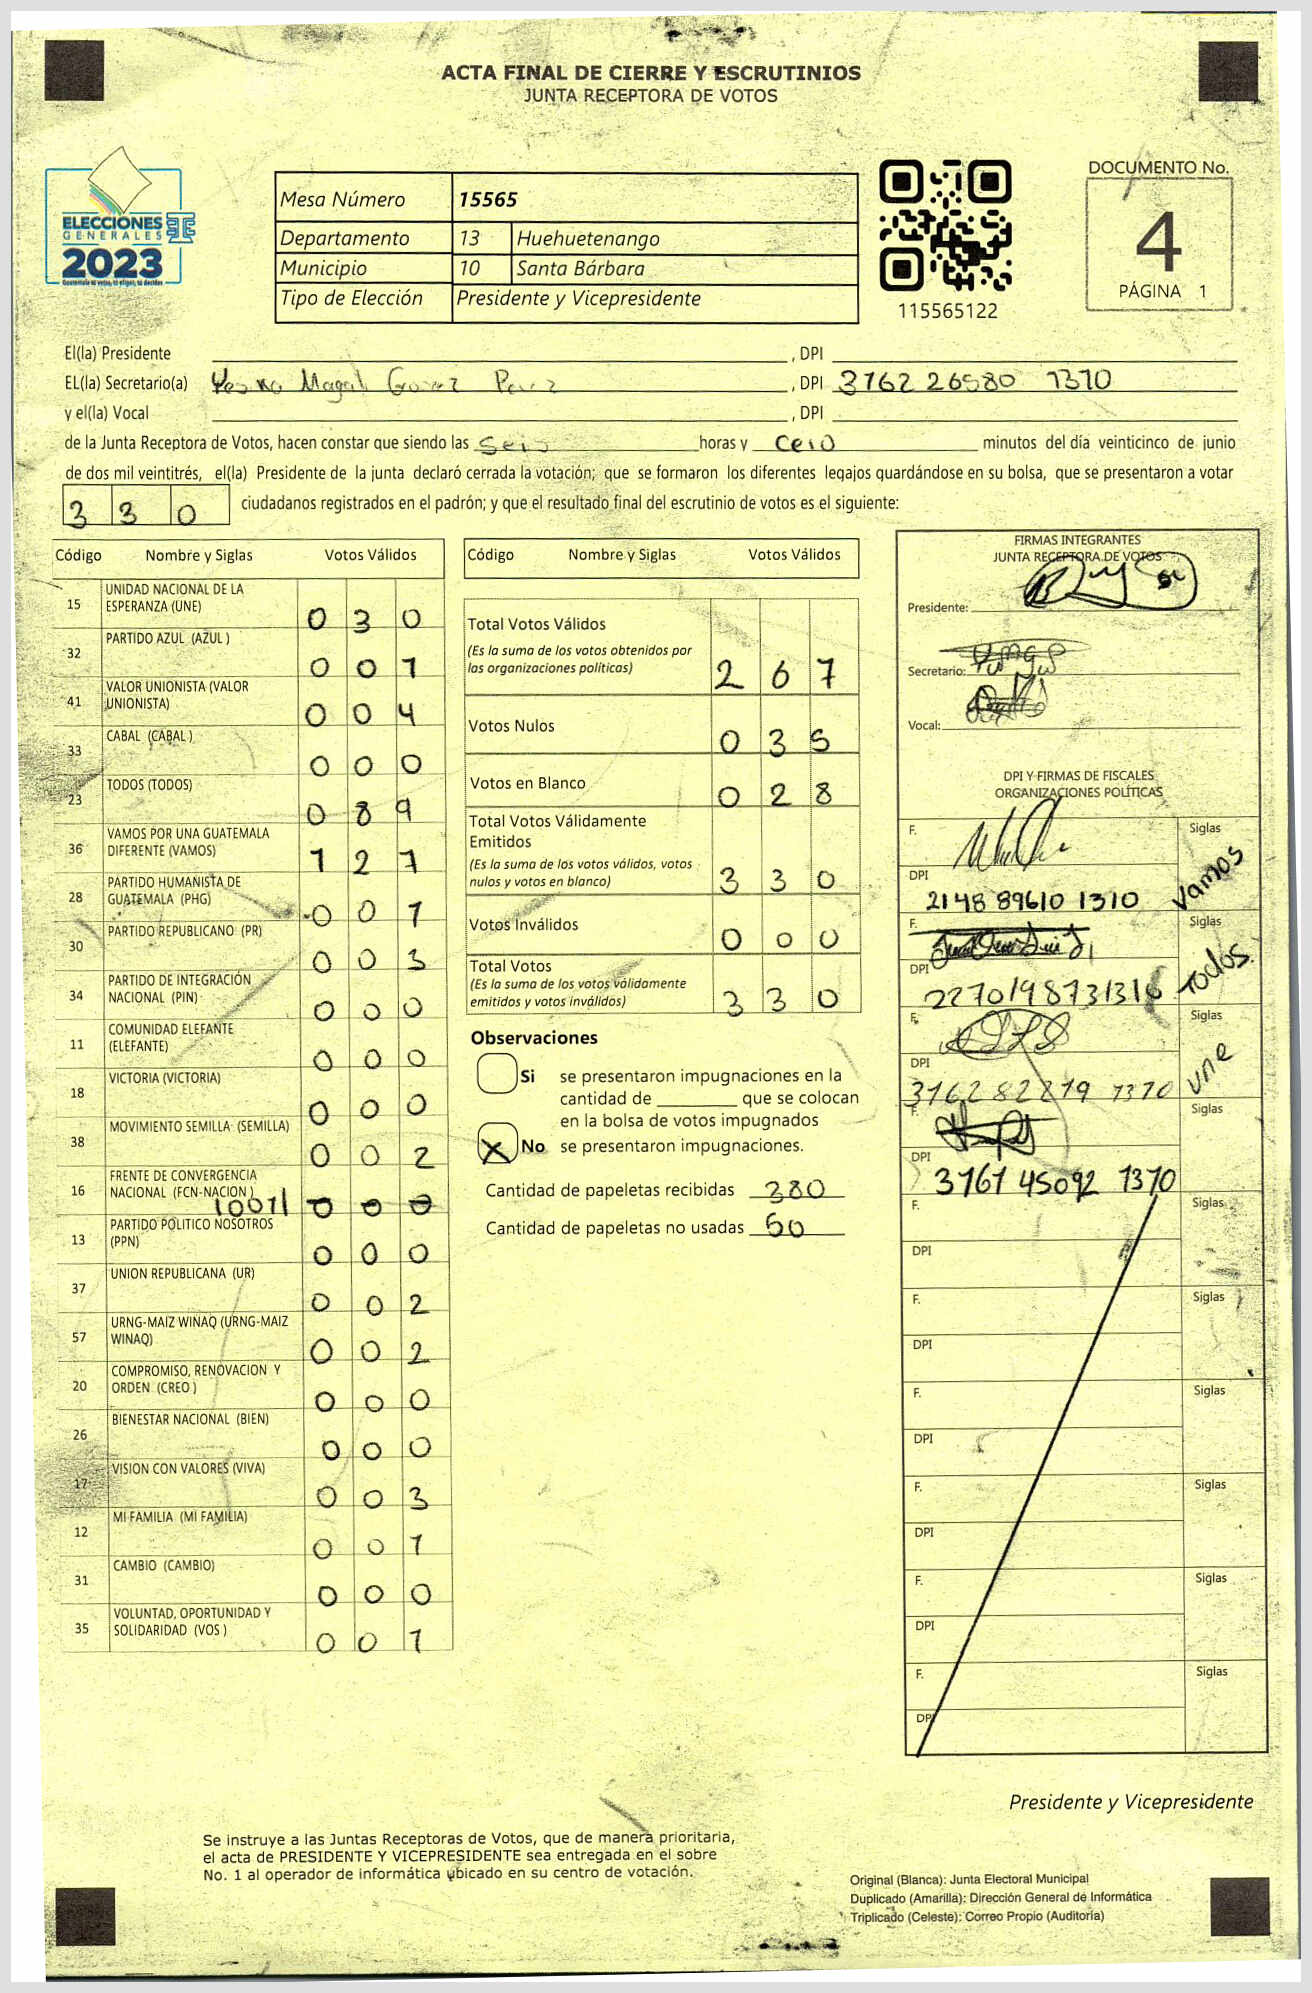 ACTA FINAL DE CIERRE Y ESCRUTINIOS
JUNTA RECEPTORA DE VOTOS
ELECCIONES
GENERALES
2023
Mesa Número 15565
Departamento 13 Huehuetenango
Municipio 10 Santa Bárbara
Tipo de Elección Presidente y Vicepresidente
115565122
DOCUMENTO No.
4
PÁGINA 1
El(la) Presidente , DPI
EL(la) Secretario(a) , DPI 3162 26580 1310
y el(la) Vocal , DPI
de la Junta Receptora de Votos, hacen constar que siendo las seis horas y cero minutos del día veinticinco de junio
de dos mil veintitrés, el(la) Presidente de la junta declaró cerrada la votación; que se formaron los diferentes legajos quardándose en su bolsa, que se presentaron a votar
330 ciudadanos registrados en el padrón; y que el resultado final del escrutinio de votos es el siguiente:
Código Nombre y Siglas Votos Válidos
15 UNIDAD NACIONAL DE LA
ESPERANZA (UNE) 0 3 0
32 PARTIDO AZUL (AZUL ) 0 0 1
41 VALOR UNIONISTA (VALOR
UNIONISTA) 0 0 4
33 CABAL (CABAL ) 0 0 0
23 TODOS (TODOS) 0 8 9
36 VAMOS POR UNA GUATEMALA
DIFERENTE (VAMOS) 1 2 7
28 PARTIDO HUMANISTA DE
GUATEMALA (PHG) 0 0 1
30 PARTIDO REPUBLICANO (PR) 0 0 3
34 PARTIDO DE INTEGRACIÓN
NACIONAL (PIN) 0 0 0
11 COMUNIDAD ELEFANTE
(ELEFANTE) 0 0 0
18 VICTORIA (VICTORIA) 0 0 0
38 MOVIMIENTO SEMILLA (SEMILLA) 0 0 2
16 FRENTE DE CONVERGENCIA
NACIONAL (FCN-NACION ) 0 0 0
13 PARTIDO POLITICO NOSOTROS
(PPN) 0 0 0
37 UNION REPUBLICANA (UR) 0 0 2
57 URNG-MAIZ WINAQ (URNG-MAIZ
WINAQ) 0 0 2
20 COMPROMISO, RENOVACION Y
ORDEN (CREO ) 0 0 0
26 BIENESTAR NACIONAL (BIEN) 0 0 0
17 VISION CON VALORES (VIVA) 0 0 3
12 MI FAMILIA (MI FAMILIA) 0 0 1
31 CAMBIO (CAMBIO) 0 0 0
35 VOLUNTAD, OPORTUNIDAD Y
SOLIDARIDAD (VOS ) 0 0 1
Código Nombre y Siglas Votos Válidos
Total Votos Válidos
(Es la suma de los votos obtenidos por
las organizaciones políticas) 2 6 7
Votos Nulos 0 3 5
Votos en Blanco 0 2 8
Total Votos Válidamente
Emitidos
(Es la suma de los votos válidos, votos
nulos y votos en blanco) 3 3 0
Votos Inválidos 0 0 0
Total Votos
(Es la suma de los votos válidamente
emitidos y votos inválidos) 3 3 0
Observaciones
Si se presentaron impugnaciones en la
cantidad de que se colocan
en la bolsa de votos impugnados
X No se presentaron impugnaciones.
Cantidad de papeletas recibidas 380
Cantidad de papeletas no usadas 50
FIRMAS INTEGRANTES
JUNTA RECEPTORA DE VOTOS
Presidente:
Secretario:
Vocal:
DPI Y FIRMAS DE FISCALES
ORGANIZACIONES POLÍTICAS
F. Siglas
DPI 2148 89610 1310 Vamos
F. Siglas
DPI 2270198731316 Todos
F. Siglas
DPI 3162 82219 1310 une
F. Siglas
DPI 3161 45092 1310
F. Siglas
DPI
F. Siglas
DPI
F. Siglas
DPI
F. Siglas
DPI
F. Siglas
DPI
F. Siglas
DPI
Presidente y Vicepresidente
Se instruye a las Juntas Receptoras de Votos, que de manera prioritaria,
el acta de PRESIDENTE Y VICEPRESIDENTE sea entregada en el sobre
No. 1 al operador de informática ubicado en su centro de votación.
Original (Blanca): Junta Electoral Municipal
Duplicado (Amarilla): Dirección General de Informática
Triplicado (Celeste): Correo Propio (Auditoria)